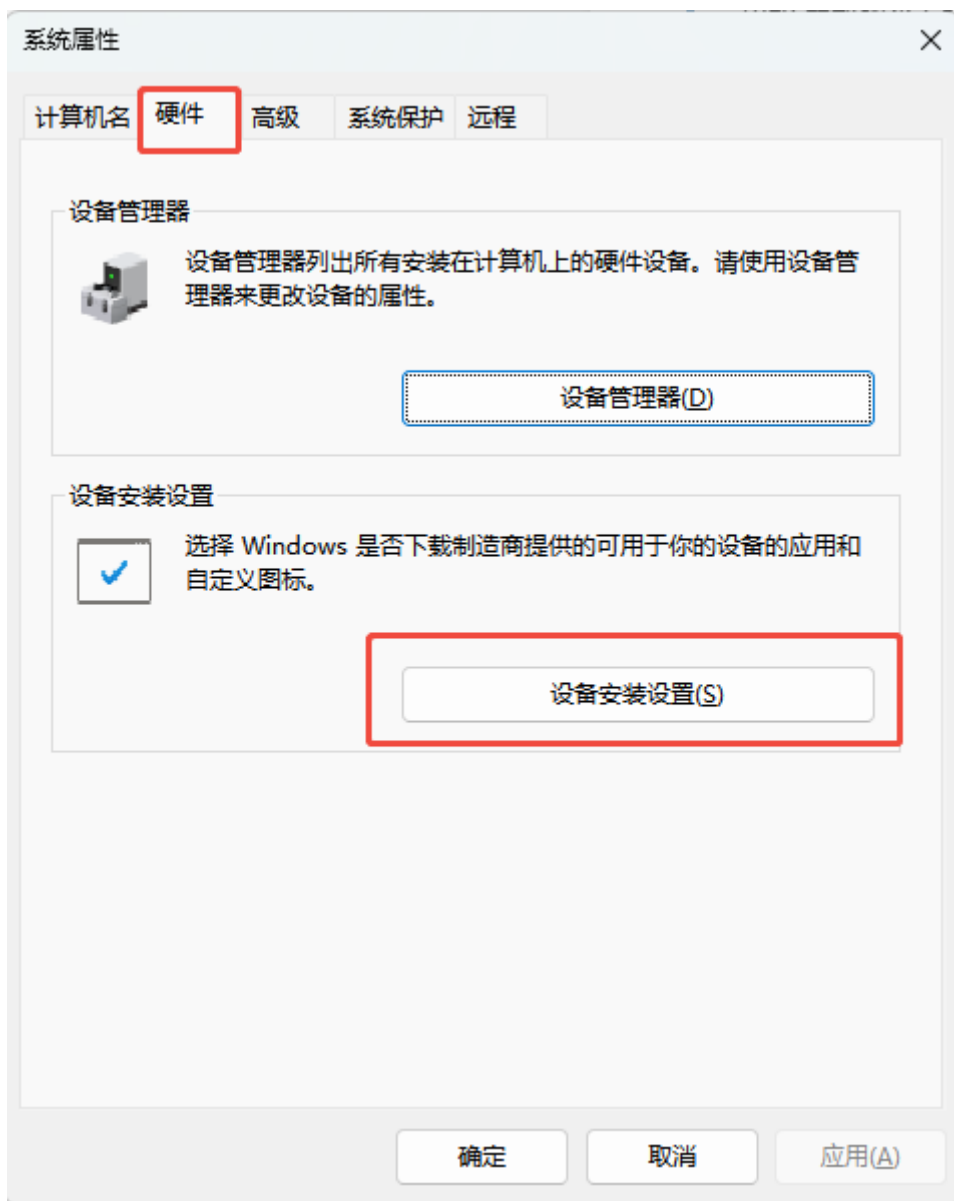 系统属性
计算机名 硬件 高级 系统保护 远程
设备管理器
设备管理器列出所有安装在计算机上的硬件设备。请使用设备管
理器来更改设备的属性。
设备管理器(D)
设备安装设置
选择 Windows 是否下载制造商提供的可用于你的设备的应用和
自定义图标。
设备安装设置(S)
确定 取消 应用(A)